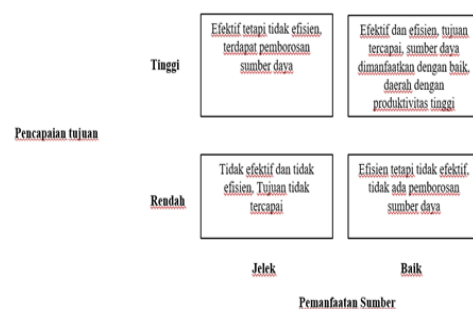 Efektif tetapi tidak efisien,
terdapat pemborosan
sumber daya
Efektif dan efisien, tujuan
tercapai, sumber daya
dimanfaatkan dengan baik,
daerah dengan
produktivitas tinggi
Tinggi
Pencapaian tujuan
Tidak efektif dan tidak
efisien, Tujuan tidak
tercapai
Efisien tetapi tidak efektif,
tidak ada pemborosan
sumber daya
Rendah
Jelek
Baik
Pemanfaatan Sumber